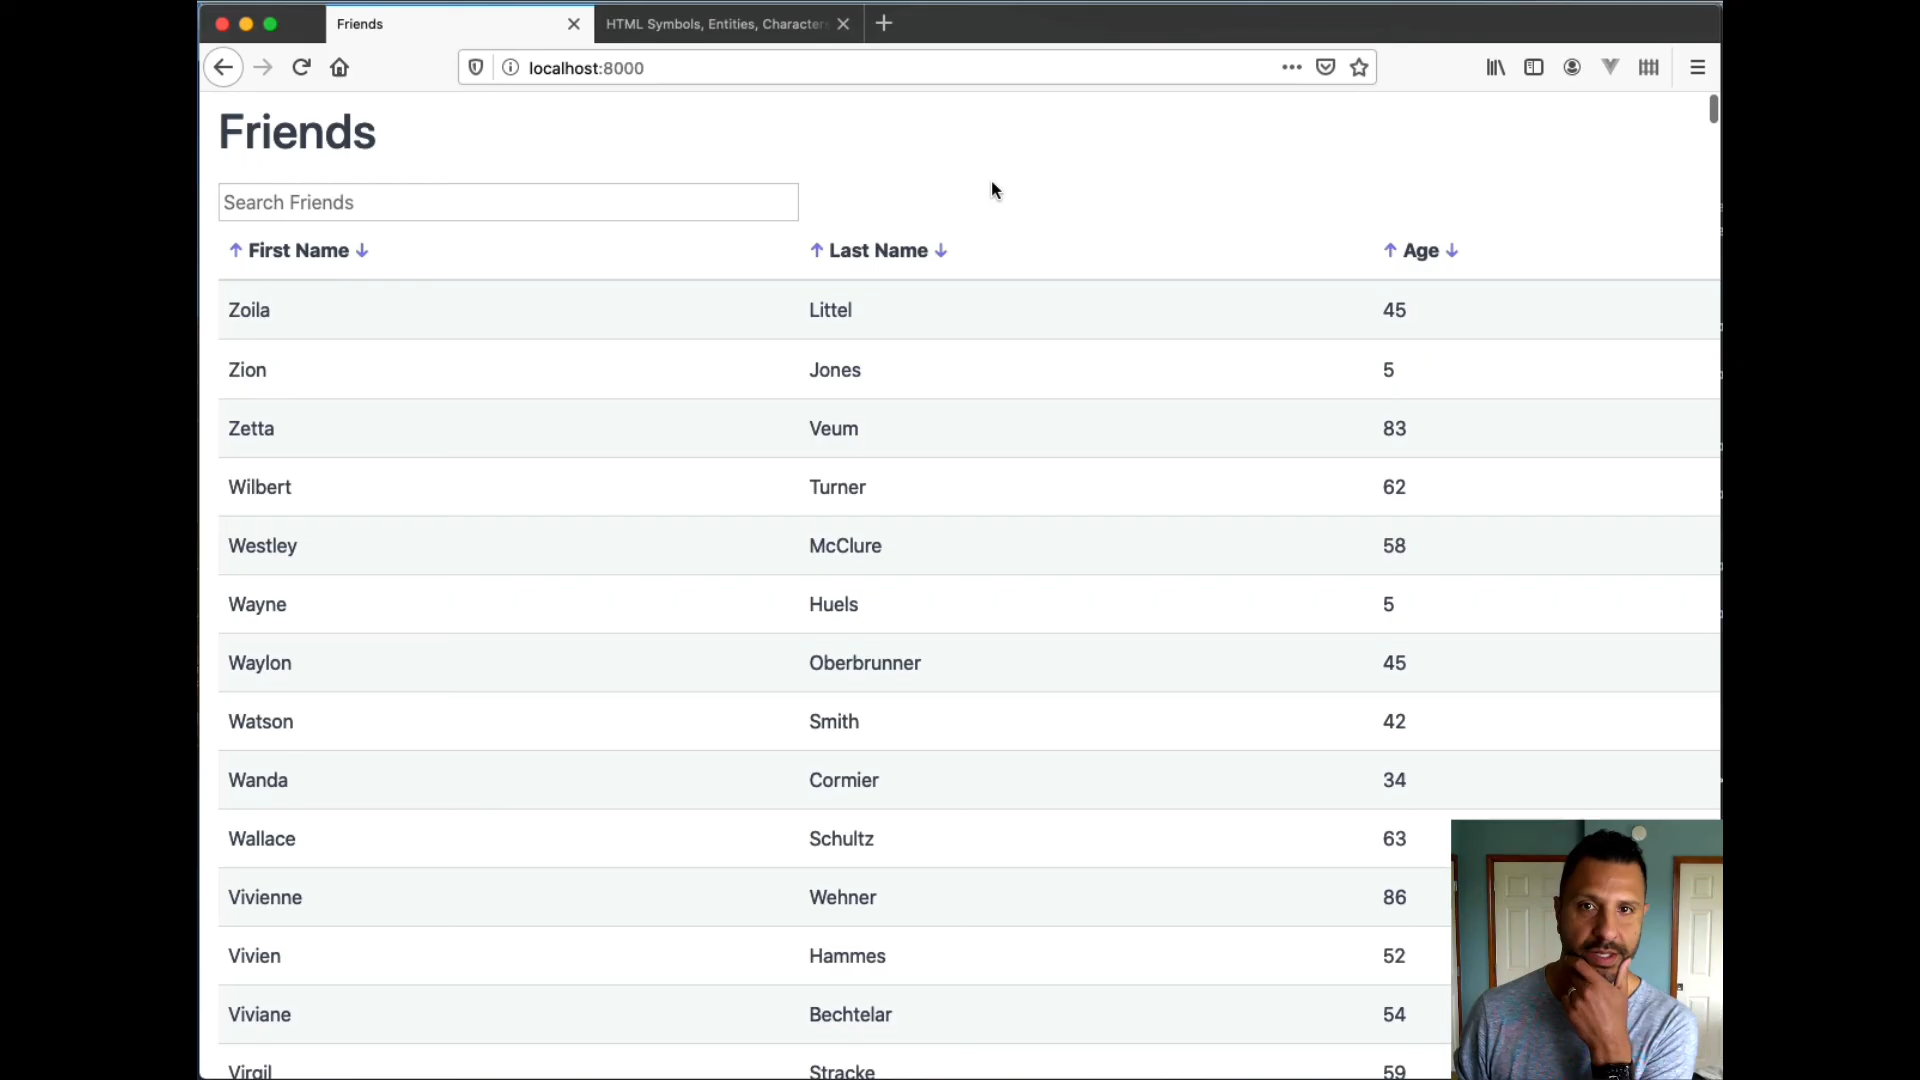 Friends
HTML Symbols, Entities, Character
localhost:8000
Friends
Search Friends
↑ First Name ↓ ↑ Last Name ↓ ↑ Age ↓
Zoila Littel 45
Zion Jones 5
Zetta Veum 83
Wilbert Turner 62
Westley McClure 58
Wayne Huels 5
Waylon Oberbrunner 45
Watson Smith 42
Wanda Cormier 34
Wallace Schultz 63
Vivienne Wehner 86
Vivien Hammes 52
Viviane Bechtelar 54
Virgil Stracke 59